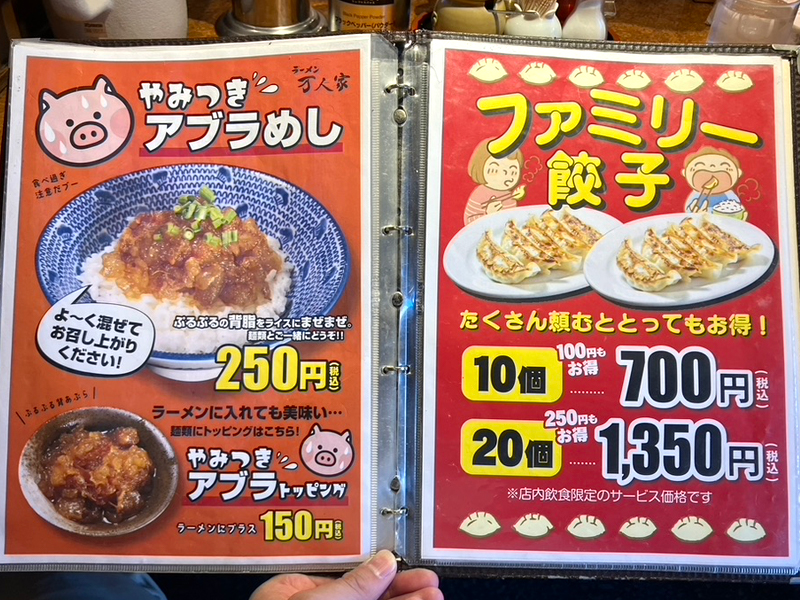 やみつき
アブラめし
ラーメン
万人家
食べ過ぎ
注意だブー
よ〜く混ぜて
お召し上がり
ください!
ぷるぷるの背脂をライスにまぜまぜ。
麺類とご一緒にどうぞ!!
250円(税込)
ぷるぷる背あぶら
ラーメンに入れても美味い…
麺類にトッピングはこちら!
やみつき
アブラトッピング
ラーメンにプラス 150円(税込)
ファミリー
餃子
たくさん頼むととってもお得!
10個 100円もお得 ……… 700円(税込)
20個 250円もお得 ……… 1,350円(税込)
※店内飲食限定のサービス価格です